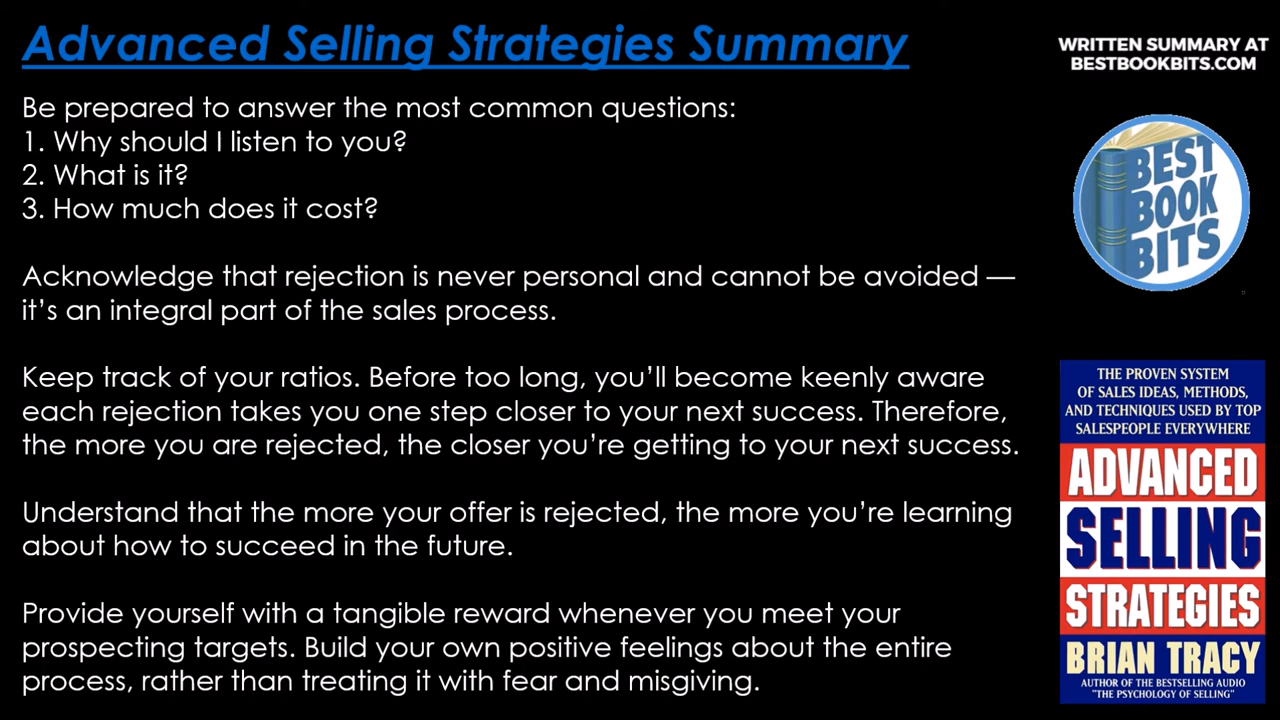 Advanced Selling Strategies Summary
Be prepared to answer the most common questions:
1. Why should I listen to you?
2. What is it?
3. How much does it cost?
Acknowledge that rejection is never personal and cannot be avoided —
it’s an integral part of the sales process.
Keep track of your ratios. Before too long, you’ll become keenly aware
each rejection takes you one step closer to your next success. Therefore,
the more you are rejected, the closer you’re getting to your next success.
Understand that the more your offer is rejected, the more you’re learning
about how to succeed in the future.
Provide yourself with a tangible reward whenever you meet your
prospecting targets. Build your own positive feelings about the entire
process, rather than treating it with fear and misgiving.
WRITTEN SUMMARY AT
BESTBOOKBITS.COM
BEST
BOOK
BITS
THE PROVEN SYSTEM
OF SALES IDEAS, METHODS,
AND TECHNIQUES USED BY TOP
SALESPEOPLE EVERYWHERE
ADVANCED
SELLING
STRATEGIES
BRIAN TRACY
AUTHOR OF THE BESTSELLING AUDIO
"THE PSYCHOLOGY OF SELLING"